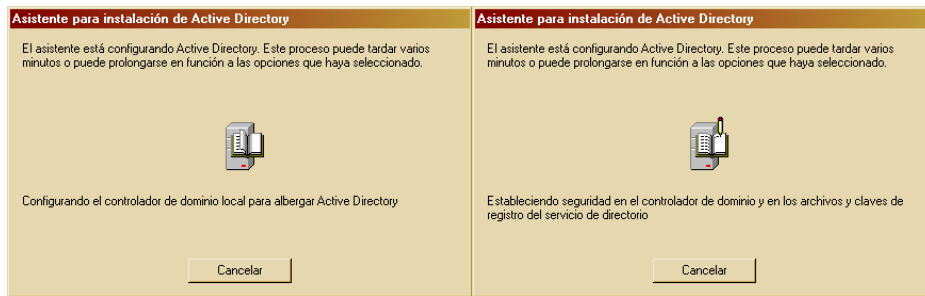 Asistente para instalación de Active Directory
El asistente está configurando Active Directory. Este proceso puede tardar varios
minutos o puede prolongarse en función a las opciones que haya seleccionado.
Configurando el controlador de dominio local para albergar Active Directory
Cancelar
Asistente para instalación de Active Directory
El asistente está configurando Active Directory. Este proceso puede tardar varios
minutos o puede prolongarse en función a las opciones que haya seleccionado.
Estableciendo seguridad en el controlador de dominio y en los archivos y claves de
registro del servicio de directorio
Cancelar